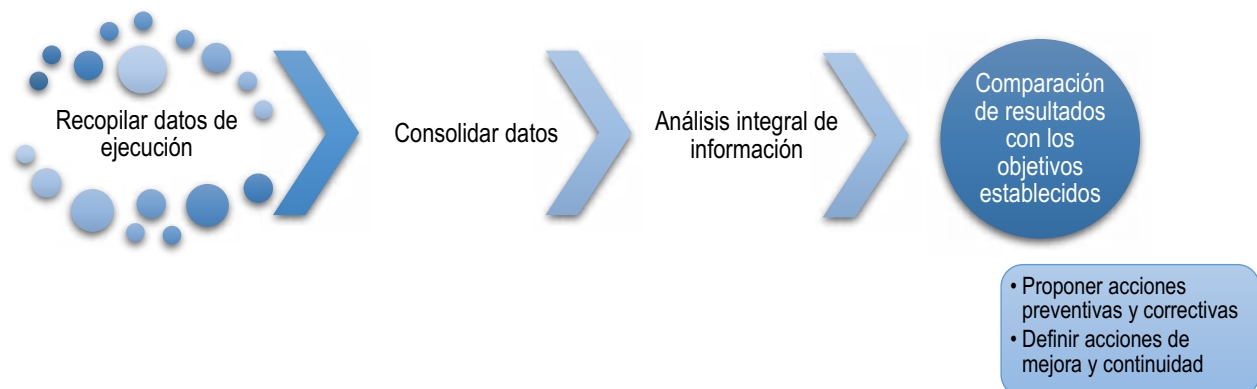 Recopilar datos de
ejecución
Consolidar datos
Análisis integral de
información
Comparación
de resultados
con los
objetivos
establecidos
• Proponer acciones
preventivas y correctivas
• Definir acciones de
mejora y continuidad